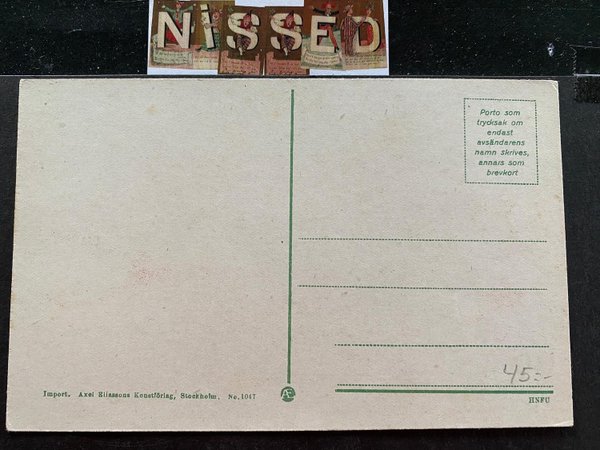 NiSSED
Porto som
trycksak om
endast
avsändarens
namn skrives,
annars som
brevkort
45:-
Import. Axel Eliassons Konstförlag, Stockholm. No. 1047
AE
HNFU